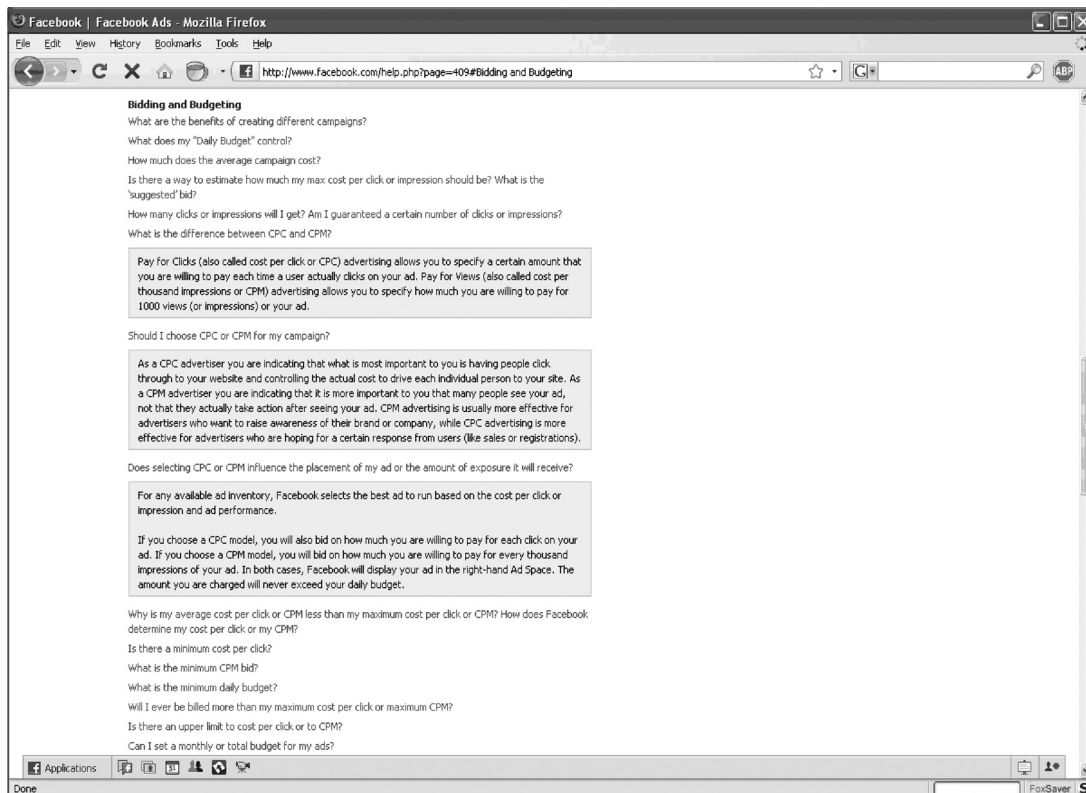 Facebook | Facebook Ads - Mozilla Firefox
File Edit View History Bookmarks Tools Help
http://www.facebook.com/help.php?page=409#Bidding and Budgeting
G
ABP
Bidding and Budgeting
What are the benefits of creating different campaigns?
What does my "Daily Budget" control?
How much does the average campaign cost?
Is there a way to estimate how much my max cost per click or impression should be? What is the
'suggested' bid?
How many clicks or impressions will I get? Am I guaranteed a certain number of clicks or impressions?
What is the difference between CPC and CPM?
Pay for Clicks (also called cost per click or CPC) advertising allows you to specify a certain amount that
you are willing to pay each time a user actually clicks on your ad. Pay for Views (also called cost per
thousand impressions or CPM) advertising allows you to specify how much you are willing to pay for
1000 views (or impressions) or your ad.
Should I choose CPC or CPM for my campaign?
As a CPC advertiser you are indicating that what is most important to you is having people click
through to your website and controlling the actual cost to drive each individual person to your site. As
a CPM advertiser you are indicating that it is more important to you that many people see your ad,
not that they actually take action after seeing your ad. CPM advertising is usually more effective for
advertisers who want to raise awareness of their brand or company, while CPC advertising is more
effective for advertisers who are hoping for a certain response from users (like sales or registrations).
Does selecting CPC or CPM influence the placement of my ad or the amount of exposure it will receive?
For any available ad inventory, Facebook selects the best ad to run based on the cost per click or
impression and ad performance.
If you choose a CPC model, you will also bid on how much you are willing to pay for each click on your
ad. If you choose a CPM model, you will bid on how much you are willing to pay for every thousand
impressions of your ad. In both cases, Facebook will display your ad in the right-hand Ad Space. The
amount you are charged will never exceed your daily budget.
Why is my average cost per click or CPM less than my maximum cost per click or CPM? How does Facebook
determine my cost per click or my CPM?
Is there a minimum cost per click?
What is the minimum CPM bid?
What is the minimum daily budget?
Will I ever be billed more than my maximum cost per click or maximum CPM?
Is there an upper limit to cost per click or to CPM?
Can I set a monthly or total budget for my ads?
Applications
31
Done
FoxSaver S